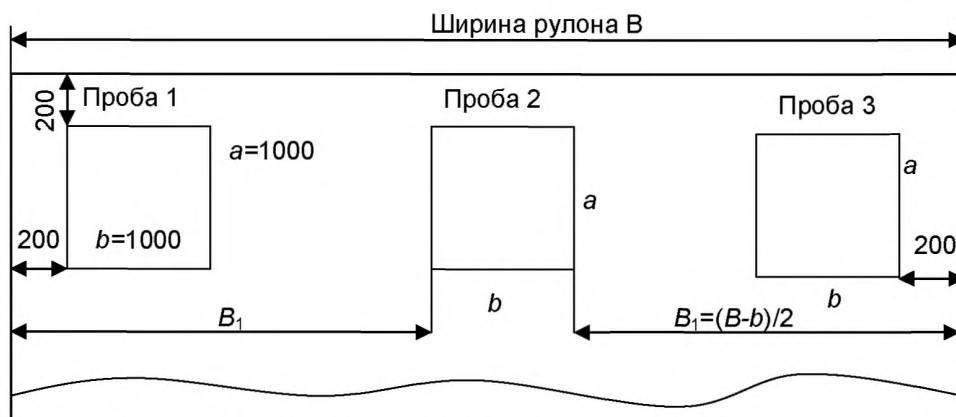 Ширина рулона В
200
Проба 1
Проба 2
Проба 3
a=1000
a
a
200
b=1000
200
B1
b
B1=(B-b)/2
b